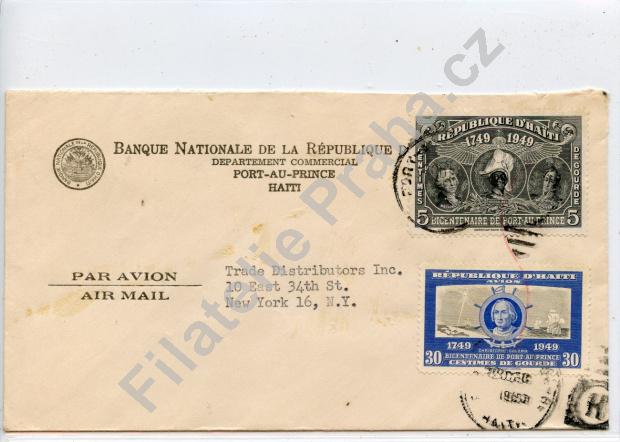 BANQUE NATIONALE DE LA RÉPUBLIQUE D
DEPARTEMENT COMMERCIAL
PORT-AU-PRINCE
HAITI
RÉPUBLIQUE D'HAITI
1749 1949
CENTIMES DE GOURDE
5 BICENTENAIRE DE PORT-AU-PRINCE 5
PAR AVION
AIR MAIL
Trade Distributors Inc.
10 East 34th St.
New York 16, N.Y.
RÉPUBLIQUE D'HAITI
AVION
1749 1949
CHRISTOPHE COLOMB
BICENTENAIRE DE PORT-AU-PRINCE
30 CENTIMES DE GOURDE 30
HAITI
H
Filatelie Praha.cz